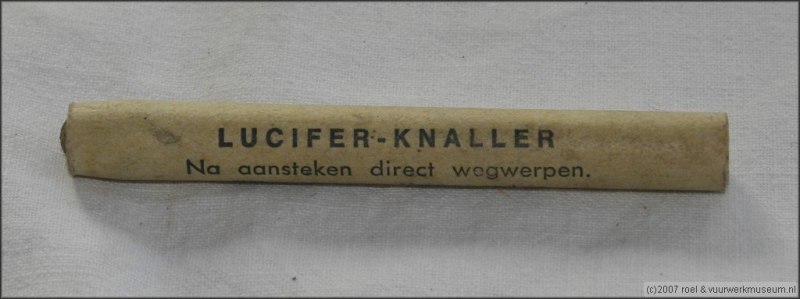 LUCIFER-KNALLER
Na aansteken direct wegwerpen.
(c)2007 roel & vuurwerkmuseum.nl